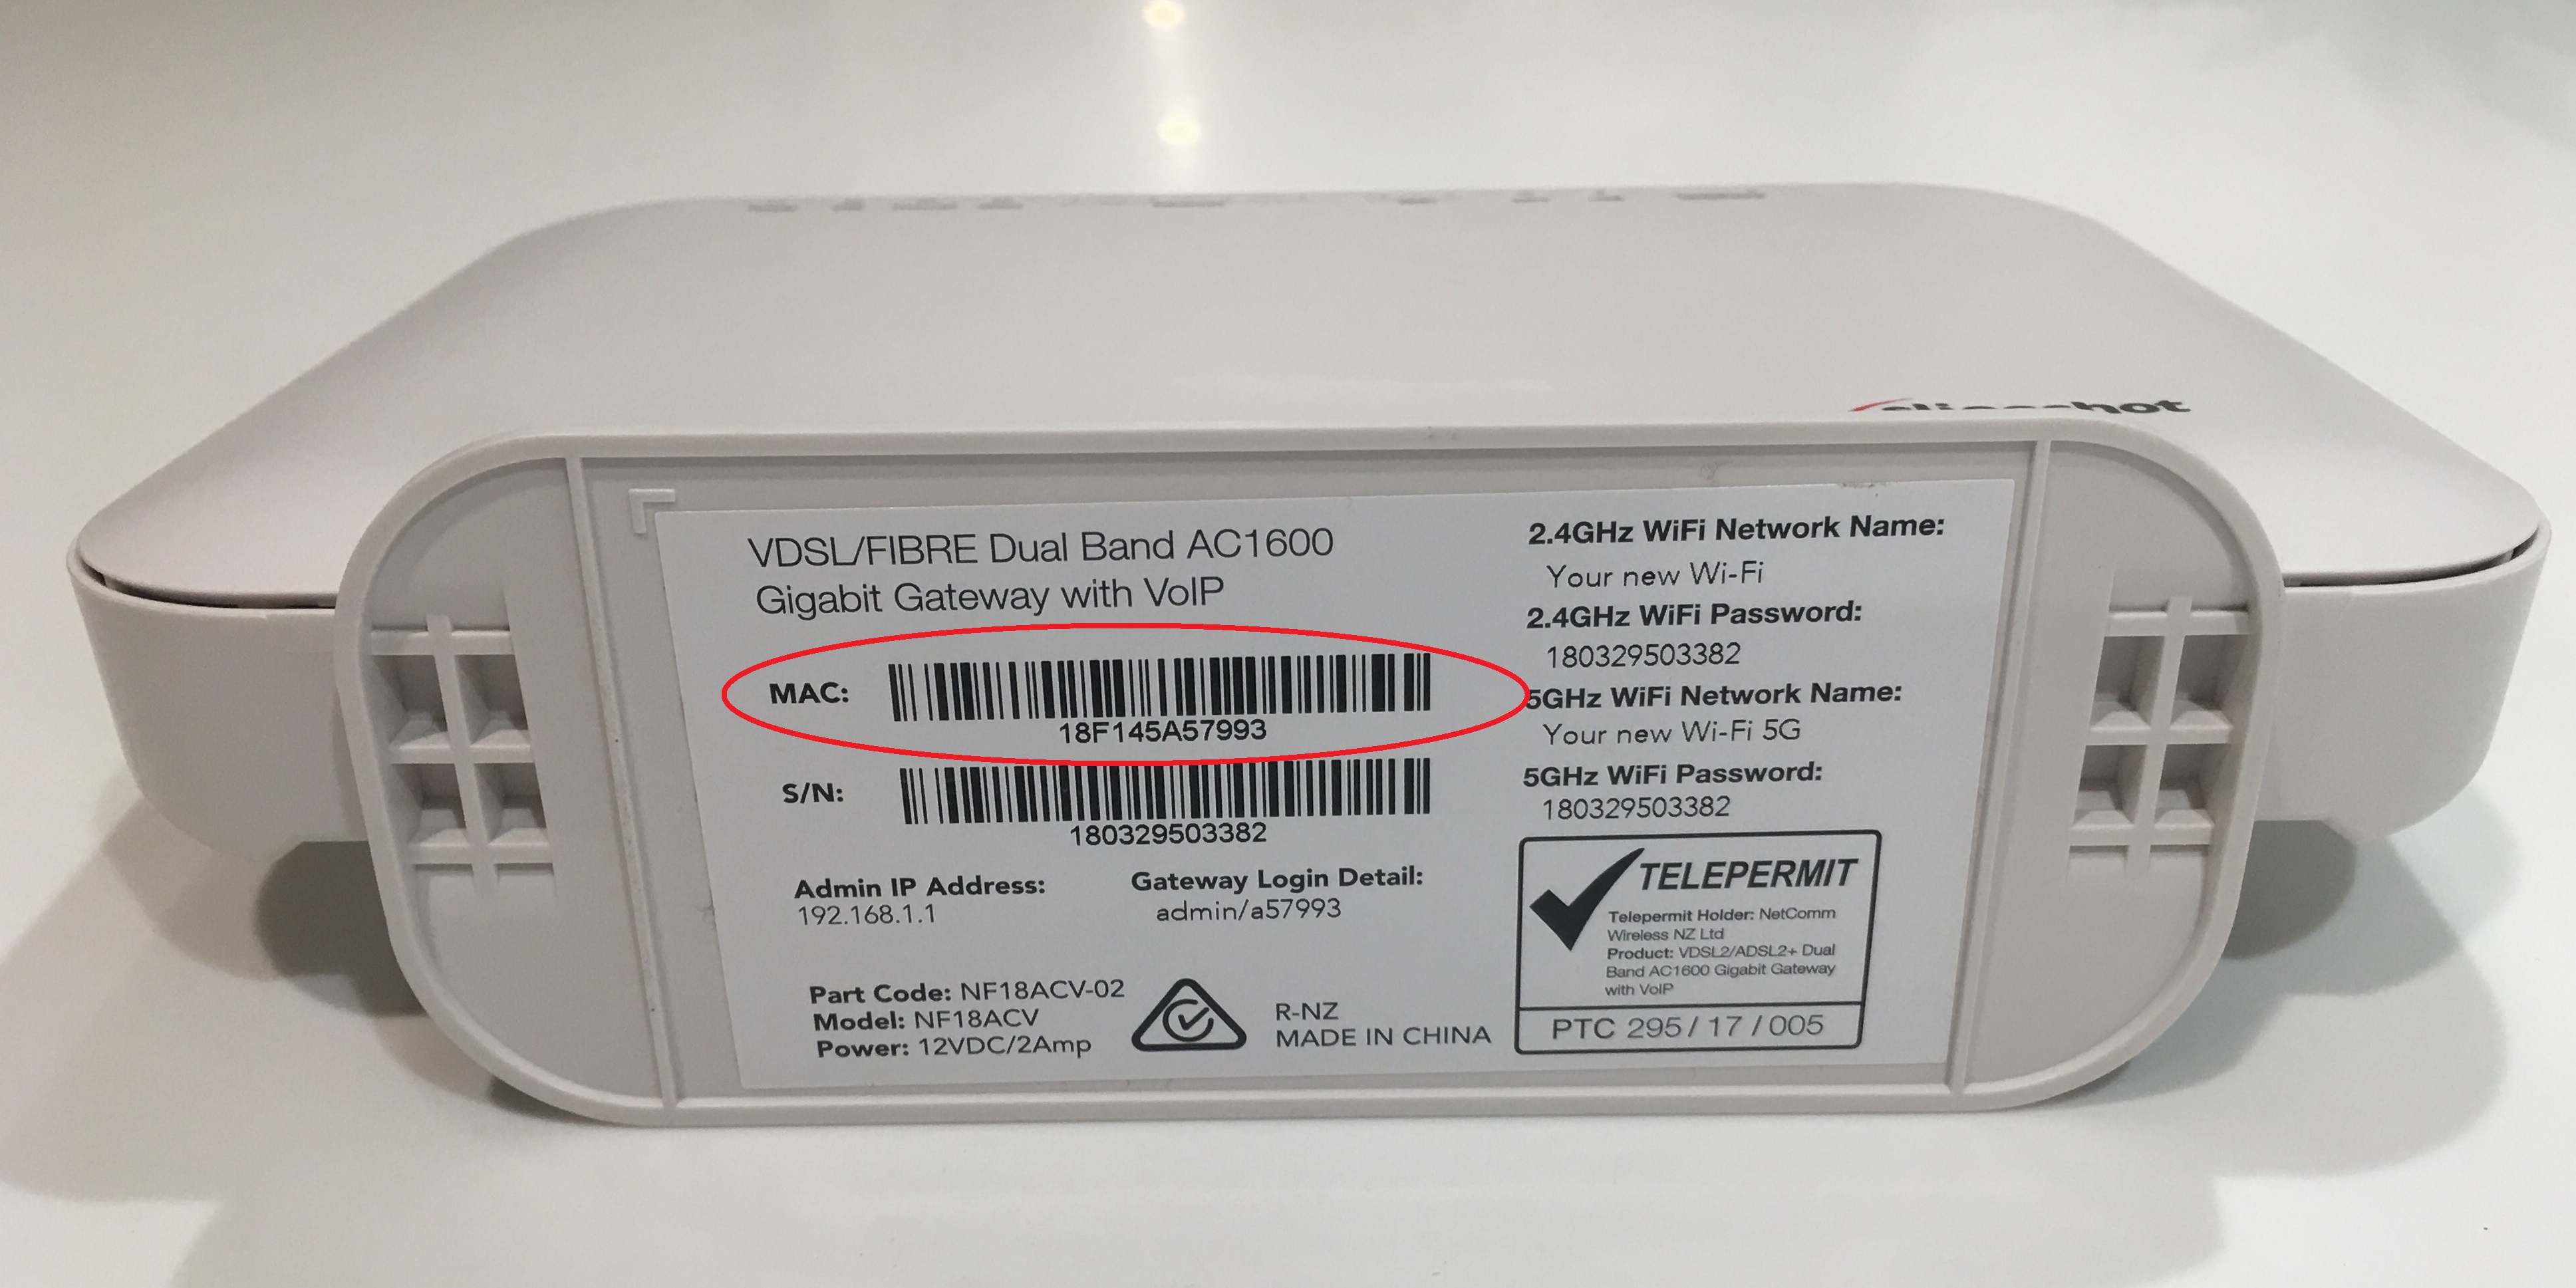 VDSL/FIBRE Dual Band AC1600
Gigabit Gateway with VoIP
MAC:
18F145A57993
S/N:
180329503382
Admin IP Address:
192.168.1.1
Gateway Login Detail:
admin/a57993
Part Code: NF18ACV-02
Model: NF18ACV
Power: 12VDC/2Amp
R-NZ
MADE IN CHINA
2.4GHz WiFi Network Name:
Your new Wi-Fi
2.4GHz WiFi Password:
180329503382
5GHz WiFi Network Name:
Your new Wi-Fi 5G
5GHz WiFi Password:
180329503382
TELEPERMIT
Telepermit Holder: NetComm
Wireless NZ Ltd
Product: VDSL2/ADSL2+ Dual
Band AC1600 Gigabit Gateway
with VoIP
PTC 295 / 17 / 005